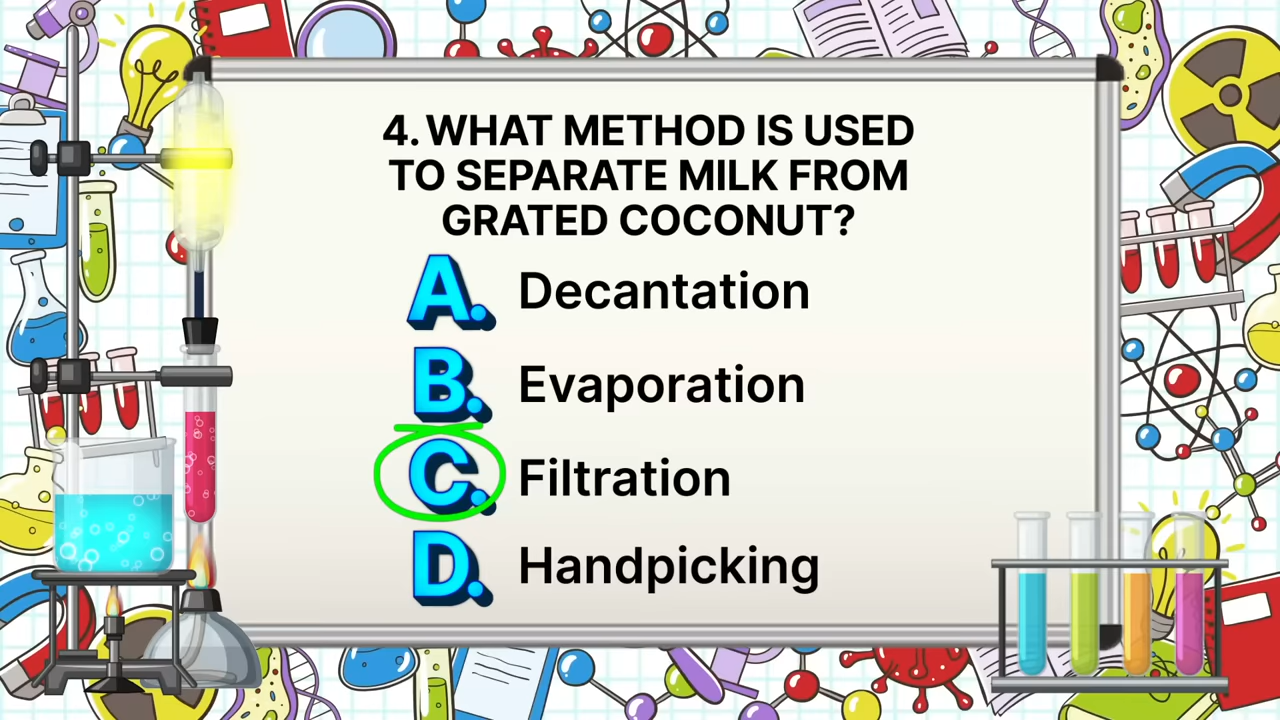 4. WHAT METHOD IS USED
TO SEPARATE MILK FROM
GRATED COCONUT?
A. Decantation
B. Evaporation
C. Filtration
D. Handpicking